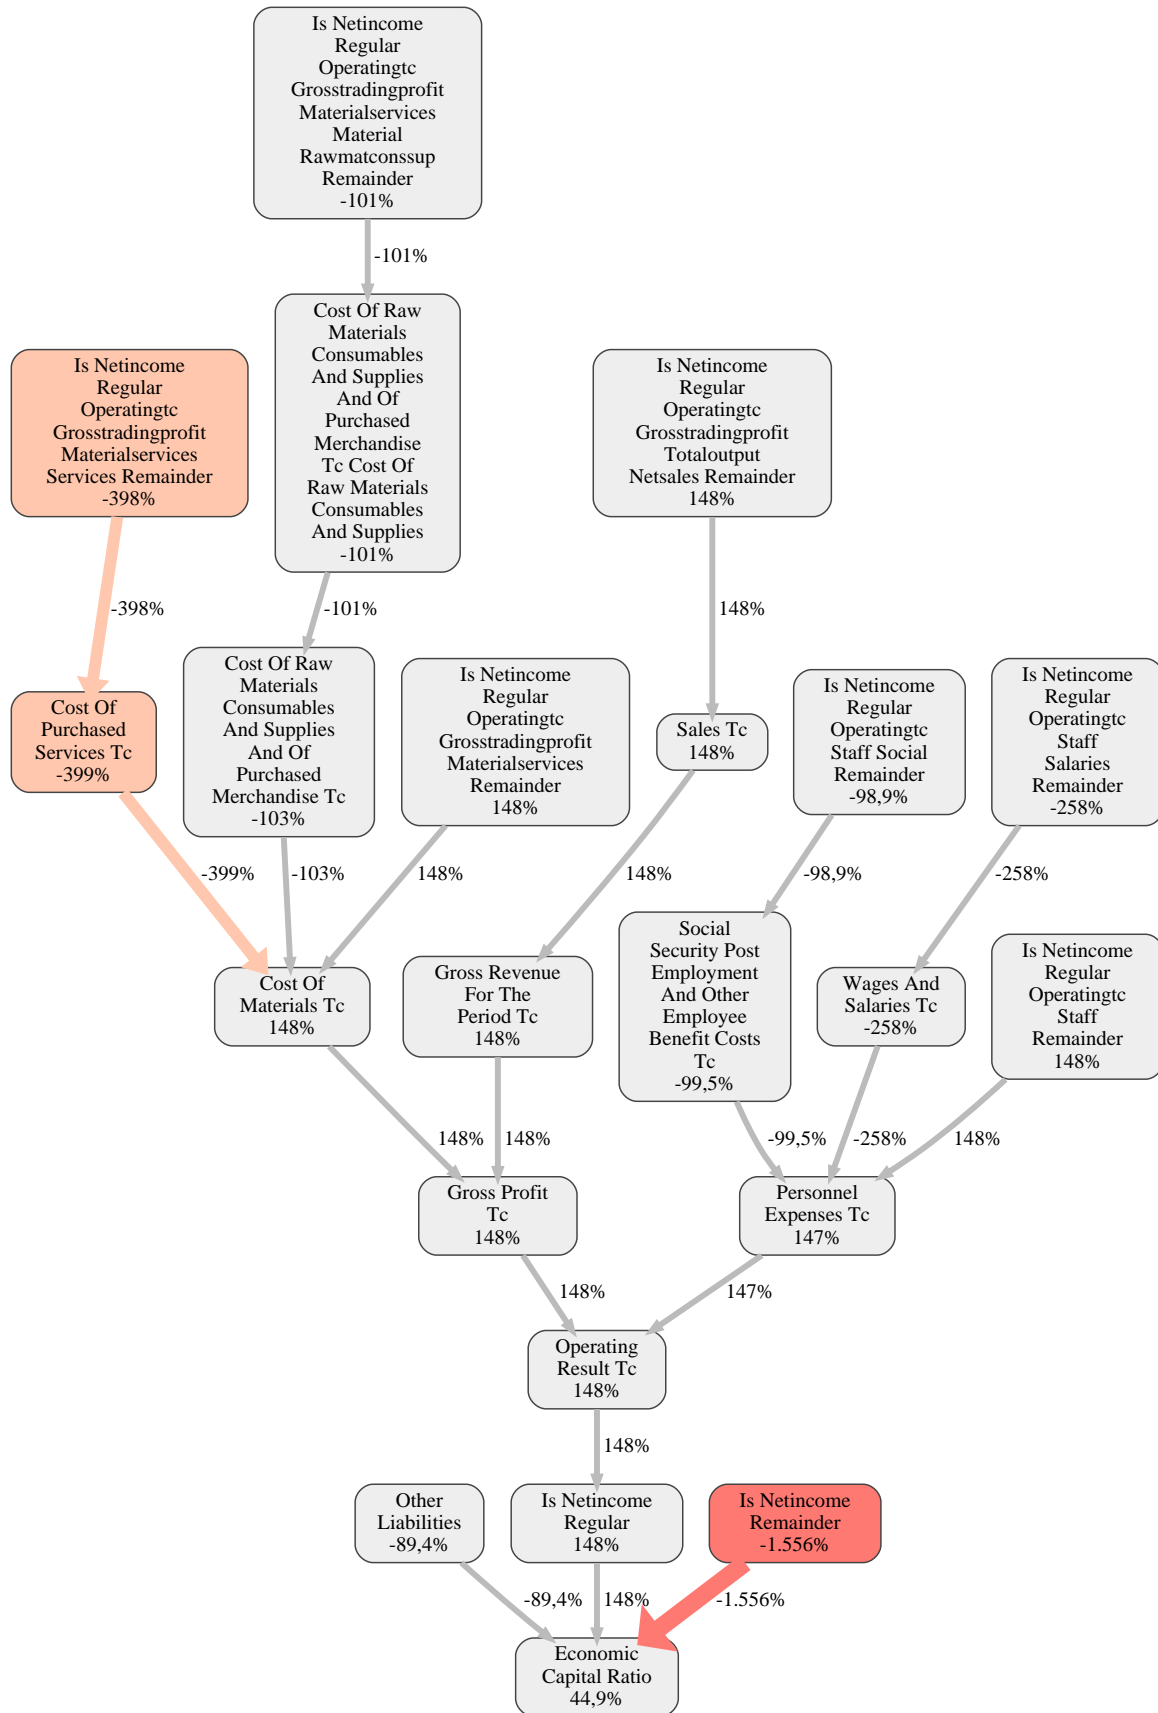 Is Netincome
Regular
Operatingtc
Grosstradingprofit
Materialservices
Material
Rawmatconssup
Remainder
-101%
-101%
Cost Of Raw
Materials
Consumables
And Supplies
And Of
Purchased
Merchandise
Tc Cost Of
Raw Materials
Consumables
And Supplies
-101%
Is Netincome
Regular
Operatingtc
Grosstradingprofit
Materialservices
Services Remainder
-398%
Is Netincome
Regular
Operatingtc
Grosstradingprofit
Totaloutput
Netsales Remainder
148%
-398%
-101%
148%
Cost Of
Purchased
Services Tc
-399%
Cost Of Raw
Materials
Consumables
And Supplies
And Of
Purchased
Merchandise Tc
-103%
Is Netincome
Regular
Operatingtc
Grosstradingprofit
Materialservices
Remainder
148%
Sales Tc
148%
Is Netincome
Regular
Operatingtc
Staff Social
Remainder
-98,9%
Is Netincome
Regular
Operatingtc
Staff
Salaries
Remainder
-258%
-399%
-103%
148%
148%
-98,9%
-258%
Cost Of
Materials Tc
148%
Gross Revenue
For The
Period Tc
148%
Social
Security Post
Employment
And Other
Employee
Benefit Costs
Tc
-99,5%
Wages And
Salaries Tc
-258%
Is Netincome
Regular
Operatingtc
Staff
Remainder
148%
148%
148%
-99,5%
-258%
148%
Gross Profit
Tc
148%
Personnel
Expenses Tc
147%
148%
147%
Operating
Result Tc
148%
148%
Other
Liabilities
-89,4%
Is Netincome
Regular
148%
Is Netincome
Remainder
-1.556%
-89,4%
148%
-1.556%
Economic
Capital Ratio
44,9%